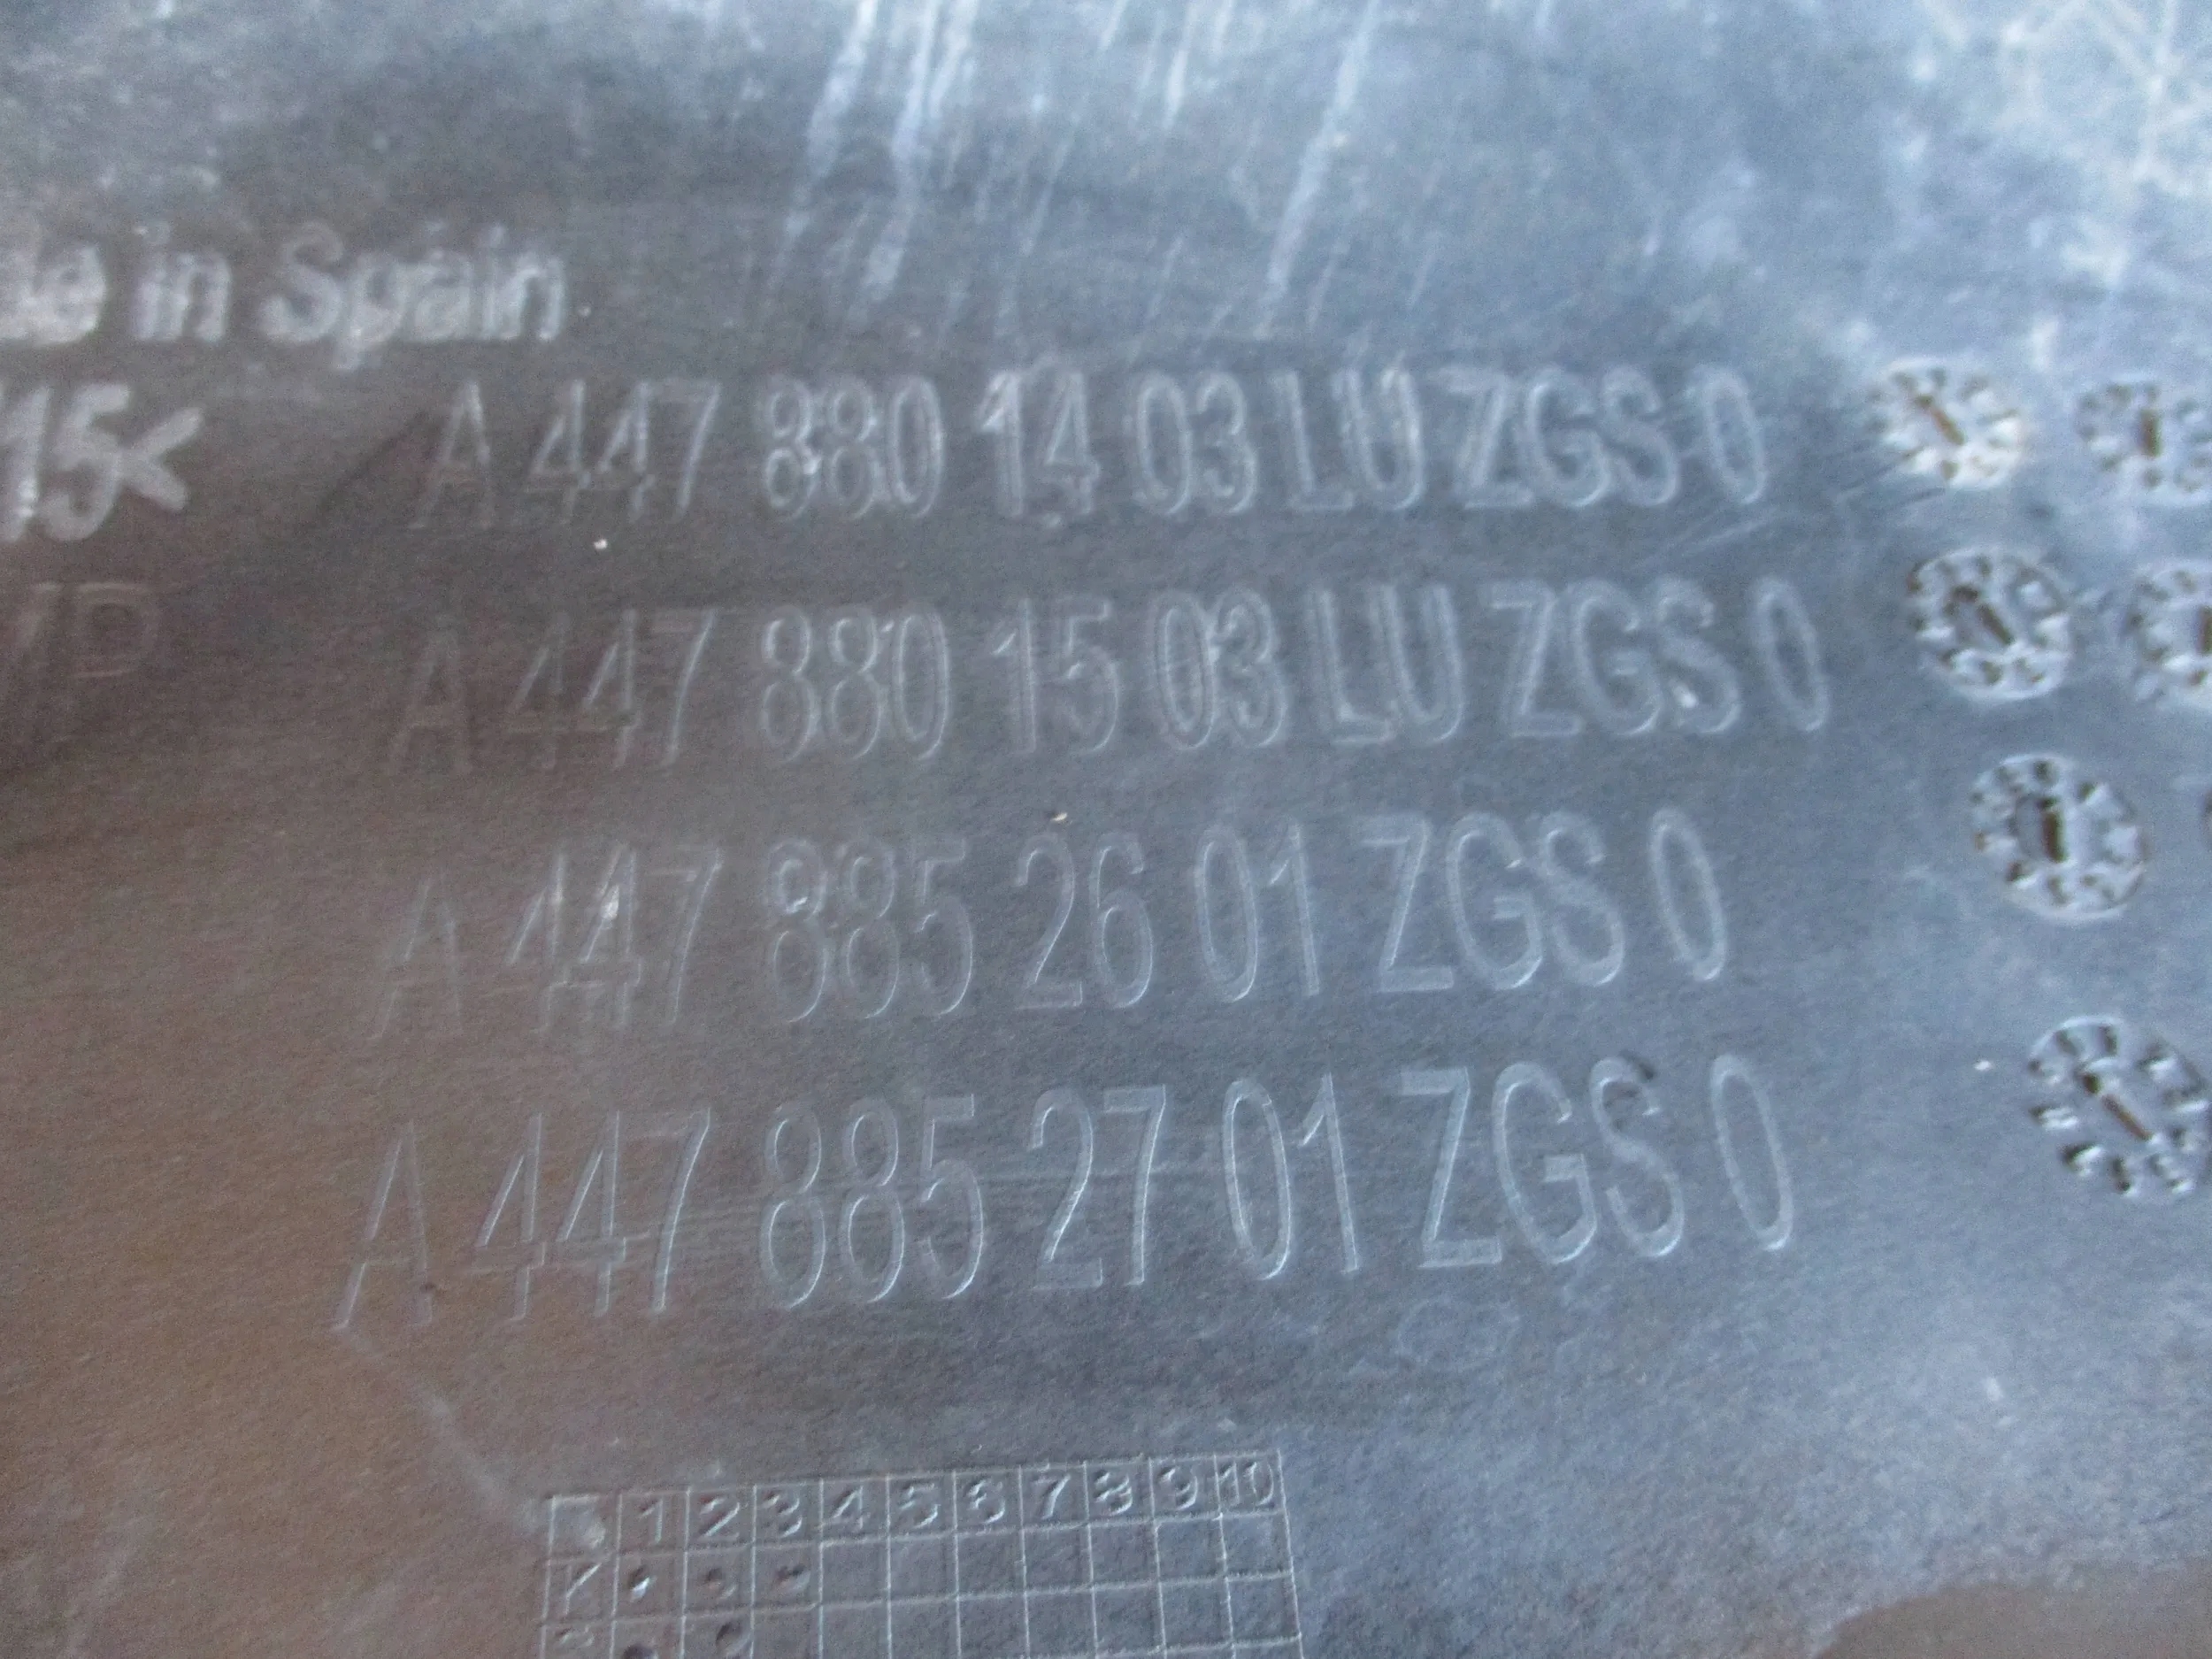 de in Spain
15<
A 447 880 14 03 LU ZGS 0
VP
A 447 880 15 03 LU ZGS 0
A 447 885 26 01 ZGS 0
A 447 885 27 01 ZGS 0
1 2 3 4 5 6 7 8 9 10